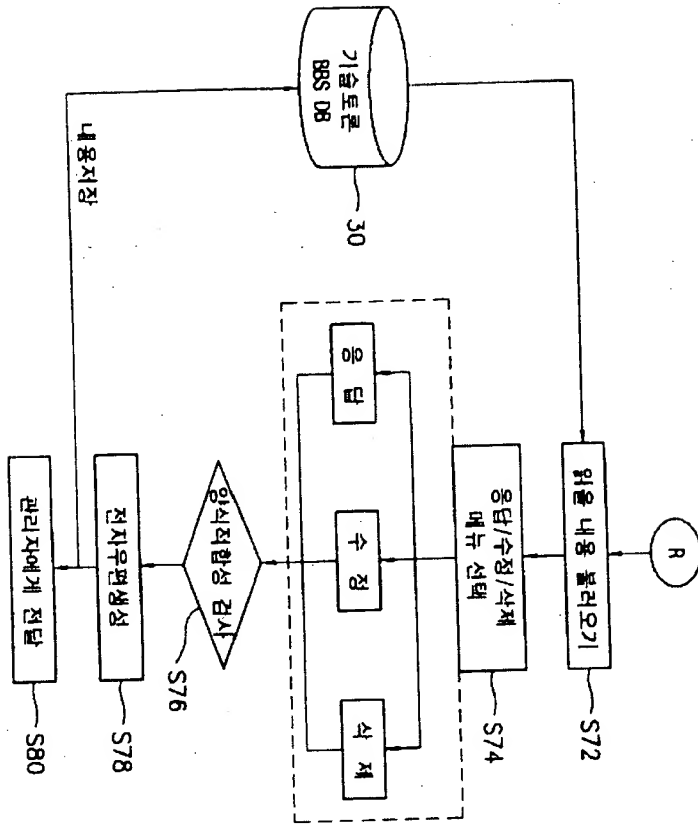 R
읽을 내용 불러오기
S72
응답/수정/삭제
메뉴 선택
S74
응 답
수 정
삭 제
양식적합성 검사
S76
전자우편생성
S78
관리자에게 전달
S80
기술토론
BBS DB
30
내용저장